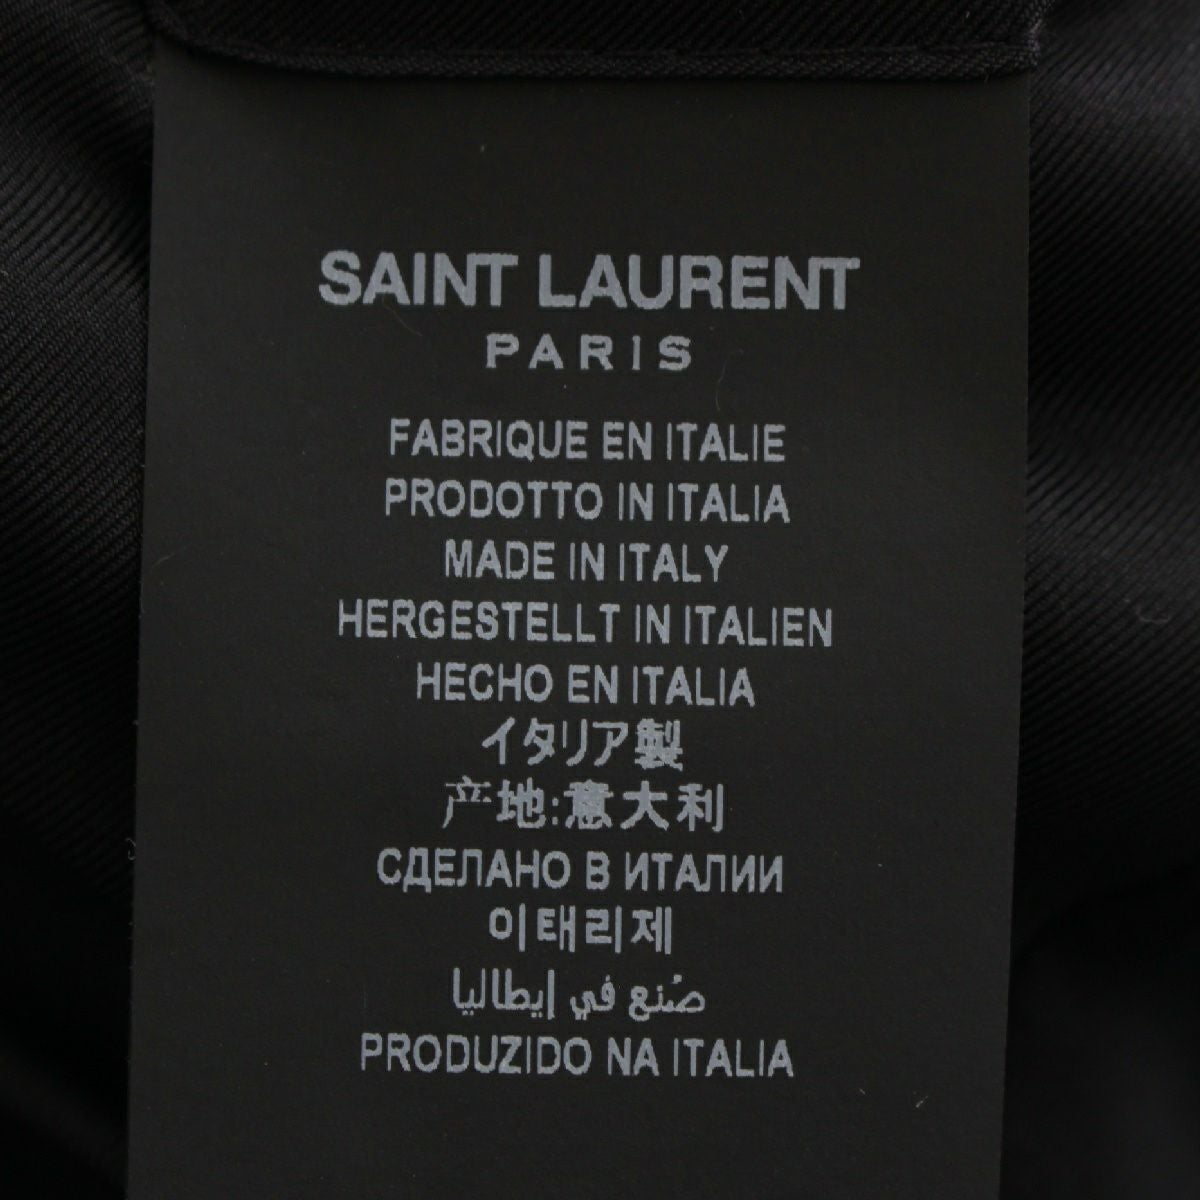 SAINT LAURENT
PARIS
FABRIQUE EN ITALIE
PRODOTTO IN ITALIA
MADE IN ITALY
HERGESTELLT IN ITALIEN
HECHO EN ITALIA
イタリア製
产地:意大利
СДЕЛАНО В ИТАЛИИ
이태리제
صُنع في إيطاليا
PRODUZIDO NA ITALIA